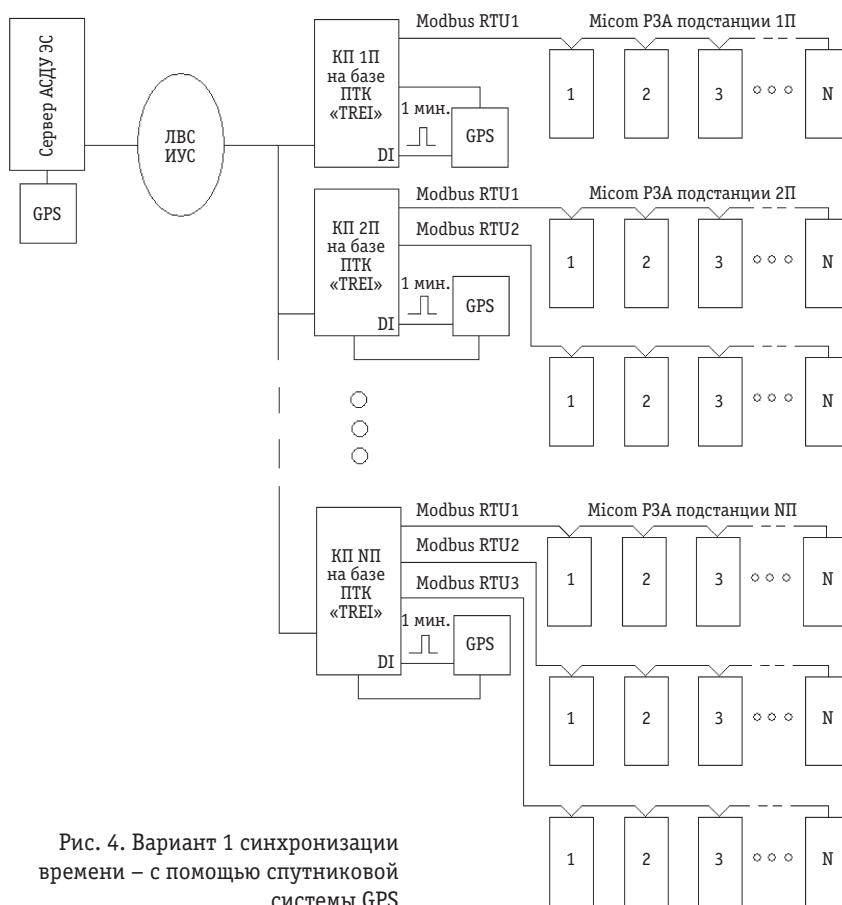 Сервер АСДУ ЭС
GPS
ЛВС
ИУС
КП 1П
на базе
ПТК
«TREI»
DI
1 мин.
GPS
Modbus RTU1
Micom РЗА подстанции 1П
1
2
3
N
КП 2П
на базе
ПТК
«TREI»
DI
1 мин.
GPS
Modbus RTU1
Micom РЗА подстанции 2П
Modbus RTU2
1
2
3
N
1
2
3
N
КП NП
на базе
ПТК
«TREI»
DI
1 мин.
GPS
Modbus RTU1
Micom РЗА подстанции NП
Modbus RTU2
Modbus RTU3
1
2
3
N
1
2
3
N
1
2
3
N
Рис. 4. Вариант 1 синхронизации
времени – с помощью спутниковой
системы GPS